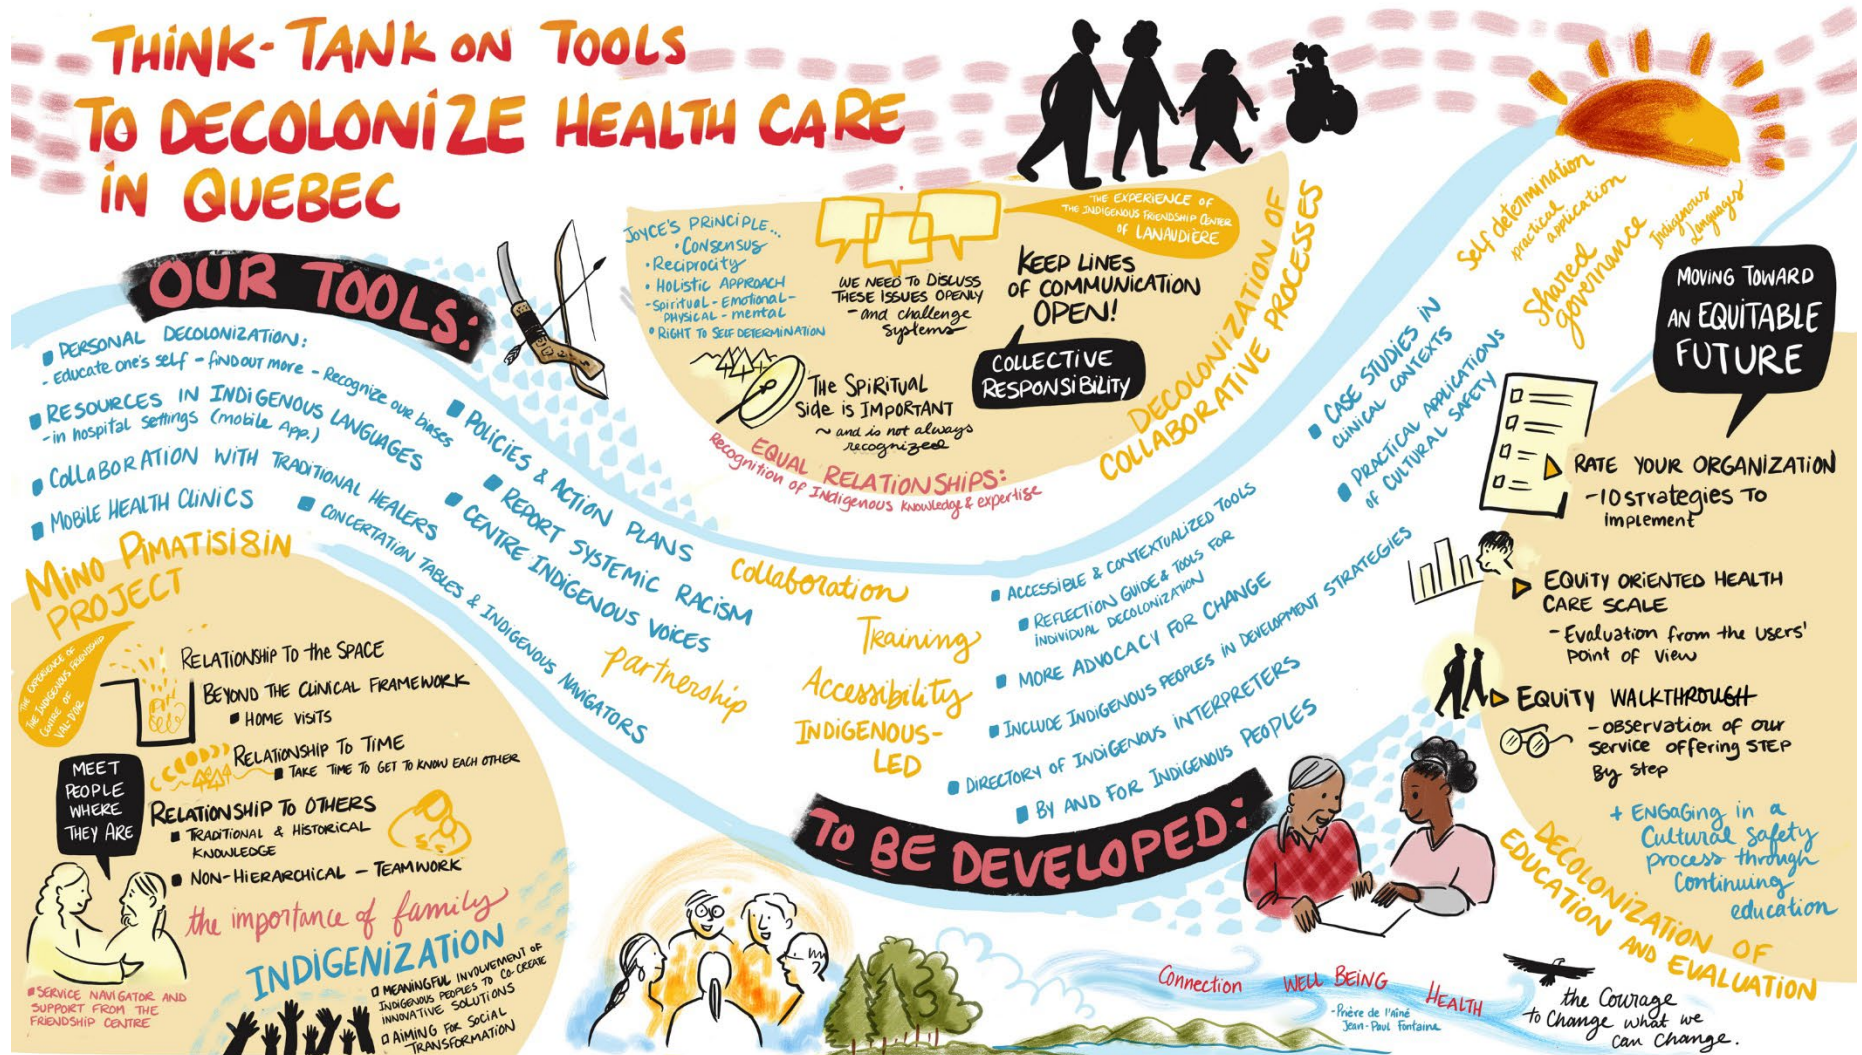 THINK-TANK ON TOOLS
TO DECOLONIZE HEALTH CARE
IN QUEBEC
OUR TOOLS:
PERSONAL DECOLONIZATION:
- Educate one's self - find out more - Recognize our biases
RESOURCES IN INDIGENOUS LANGUAGES
- in hospital settings (mobile App.)
COLLABORATION WITH TRADITIONAL HEALERS
MOBILE HEALTH CLINICS
CONCERTATION TABLES & INDIGENOUS NAVIGATORS
POLICIES & ACTION PLANS
REPORT SYSTEMIC RACISM
CENTRE INDIGENOUS VOICES
JOYCE'S PRINCIPLE...
• Consensus
• Reciprocity
• Holistic APPROACH
- Spiritual - Emotional -
PHYSICAL - mental
• RIGHT TO SELF DETERMINATION
WE NEED TO DISCUSS
THESE ISSUES OPENLY
- and challenge
systems
THE EXPERIENCE OF
THE INDIGENOUS FRIENDSHIP CENTER
OF LANAUDIÈRE
KEEP LINES
OF COMMUNICATION
OPEN!
COLLECTIVE
RESPONSIBILITY
THE SPIRITUAL
Side is IMPORTANT
~ and is not always
recognized
EQUAL RELATIONSHIPS:
Recognition of Indigenous knowledge & expertise
DECOLONIZATION OF
COLLABORATIVE PROCESSES
Self determination
practical
application
Shared
governance
Indigenous
Languages
MOVING TOWARD
AN EQUITABLE
FUTURE
RATE YOUR ORGANIZATION
- 10 strategies TO
implement
EQUITY ORIENTED HEALTH
CARE SCALE
- Evaluation from the users'
point of view
EQUITY WALKTHROUGH
- OBSERVATION OF OUR
service offering STEP
By Step
+ ENGaGing in a
Cultural Safety
process through
Continuing
education
DECOLONIZATION OF
EDUCATION AND EVALUATION
Collaboration
Training
partnership
Accessibility
INDIGENOUS-
LED
CASE STUDIES IN
CLINICAL CONTEXTS
PRACTICAL APPLICATIONS
OF CULTURAL SAFETY
ACCESSIBLE & CONTEXTUALIZED TOOLS
REFLECTION GUIDE & TOOLS FOR
INDIVIDUAL DECOLONIZATION
MORE ADVOCACY FOR CHANGE
INCLUDE INDIGENOUS PEOPLES IN DEVELOPMENT STRATEGIES
DIRECTORY OF INDIGENOUS INTERPRETERS
BY AND FOR INDIGENOUS PEOPLES
TO BE DEVELOPED:
MINO PIMATISI8IN
PROJECT
THE EXPERIENCE OF
THE INDIGENOUS FRIENDSHIP
CENTRE OF
VAL-D'OR
RELATIONSHIP TO the SPACE
BEYOND THE CLINICAL FRAMEWORK
HOME VISITS
RELATIONSHIP TO TIME
TAKE TIME TO GET TO KNOW EACH OTHER
RELATIONSHIP TO OTHERS
TRADITIONAL & HISTORICAL
KNOWLEDGE
NON-HIERARCHICAL - TEAMWORK
MEET
PEOPLE
WHERE
THEY ARE
the importance of family
SERVICE NAVIGATOR AND
SUPPORT FROM THE
FRIENDSHIP CENTRE
INDIGENIZATION
MEANINGFUL INVOLVEMENT OF
INDIGENOUS PEOPLES TO CO-CREATE
INNOVATIVE SOLUTIONS
AIMING FOR SOCIAL
TRANSFORMATION
Connection
WELL BEING
HEALTH
- Prière de l'aîné
Jean-Paul Fontaine
the Courage
to Change what we
can change.